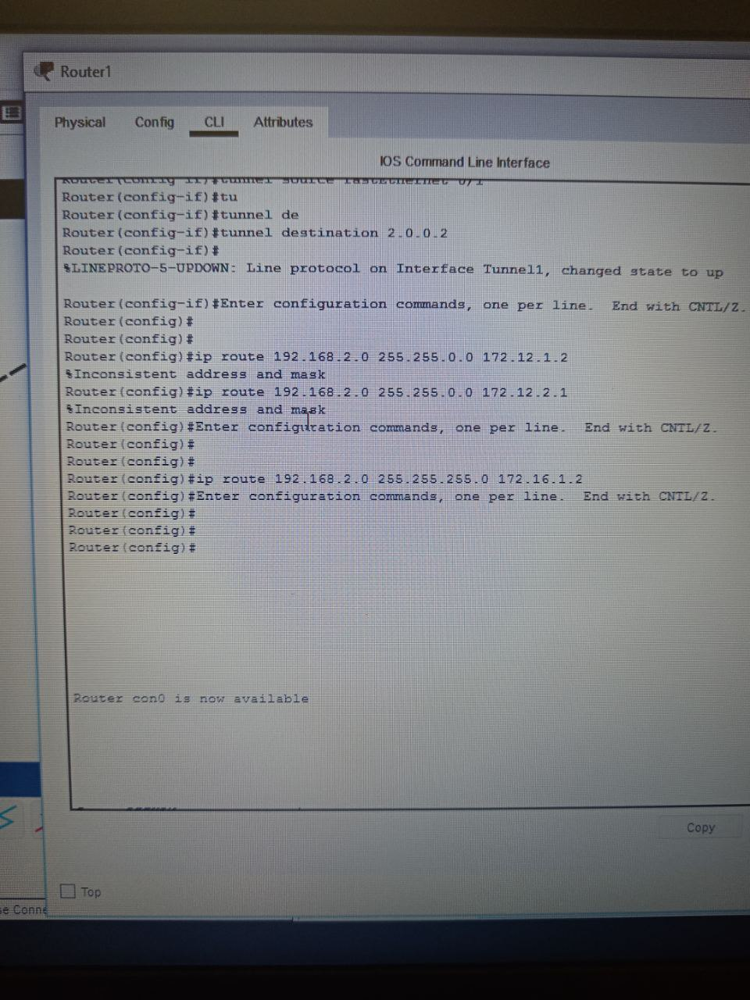 Router1
Physical Config CLI Attributes
IOS Command Line Interface
Router(config-if)#tunnel source fastEthernet 0/1
Router(config-if)#tu
Router(config-if)#tunnel de
Router(config-if)#tunnel destination 2.0.0.2
Router(config-if)#
%LINEPROTO-5-UPDOWN: Line protocol on Interface Tunnel1, changed state to up
Router(config-if)#Enter configuration commands, one per line. End with CNTL/Z.
Router(config)#
Router(config)#
Router(config)#ip route 192.168.2.0 255.255.0.0 172.12.1.2
%Inconsistent address and mask
Router(config)#ip route 192.168.2.0 255.255.0.0 172.12.2.1
%Inconsistent address and mask
Router(config)#Enter configuration commands, one per line. End with CNTL/Z.
Router(config)#
Router(config)#
Router(config)#ip route 192.168.2.0 255.255.255.0 172.16.1.2
Router(config)#Enter configuration commands, one per line. End with CNTL/Z.
Router(config)#
Router(config)#
Router(config)#
Router con0 is now available
Copy
Top